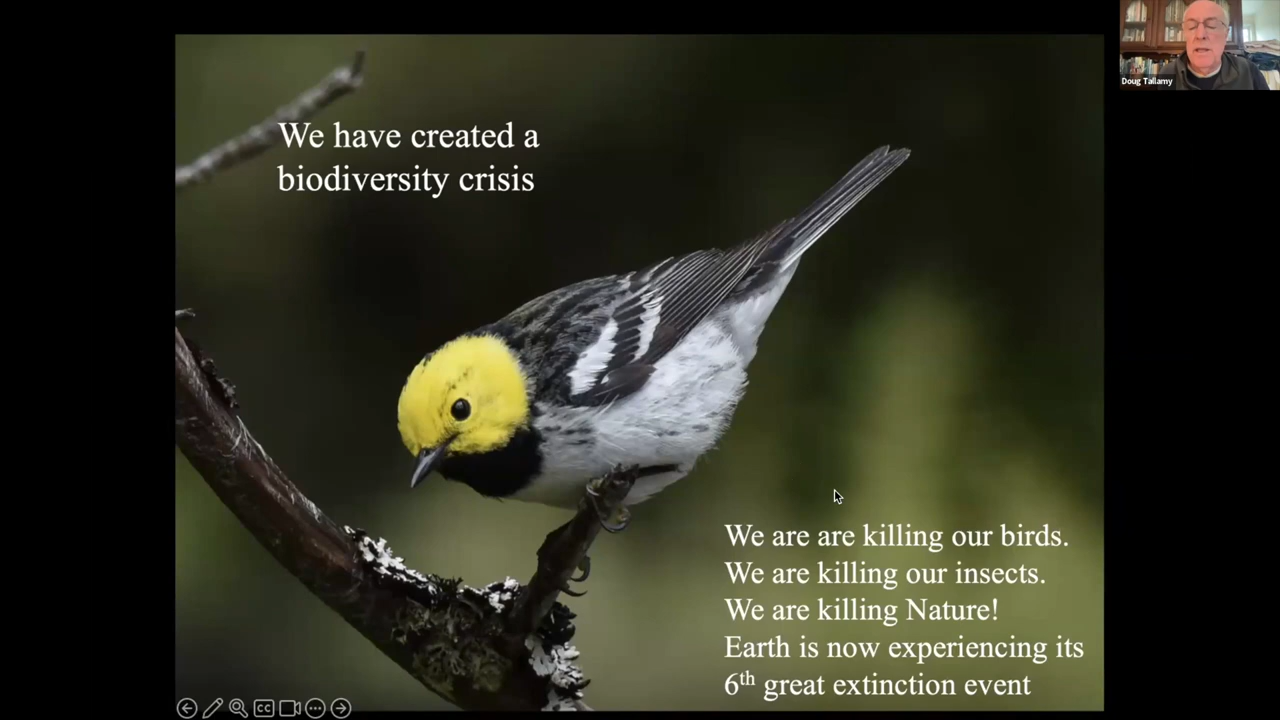 We have created a
biodiversity crisis
Doug Tallamy
We are are killing our birds.
We are killing our insects.
We are killing Nature!
Earth is now experiencing its
6th great extinction event
CC